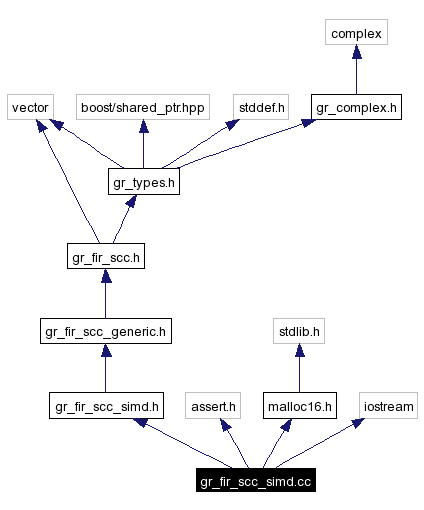 complex
vector
boost/shared_ptr.hpp
stddef.h
gr_complex.h
gr_types.h
gr_fir_scc.h
gr_fir_scc_generic.h
stdlib.h
gr_fir_scc_simd.h
assert.h
malloc16.h
iostream
gr_fir_scc_simd.cc